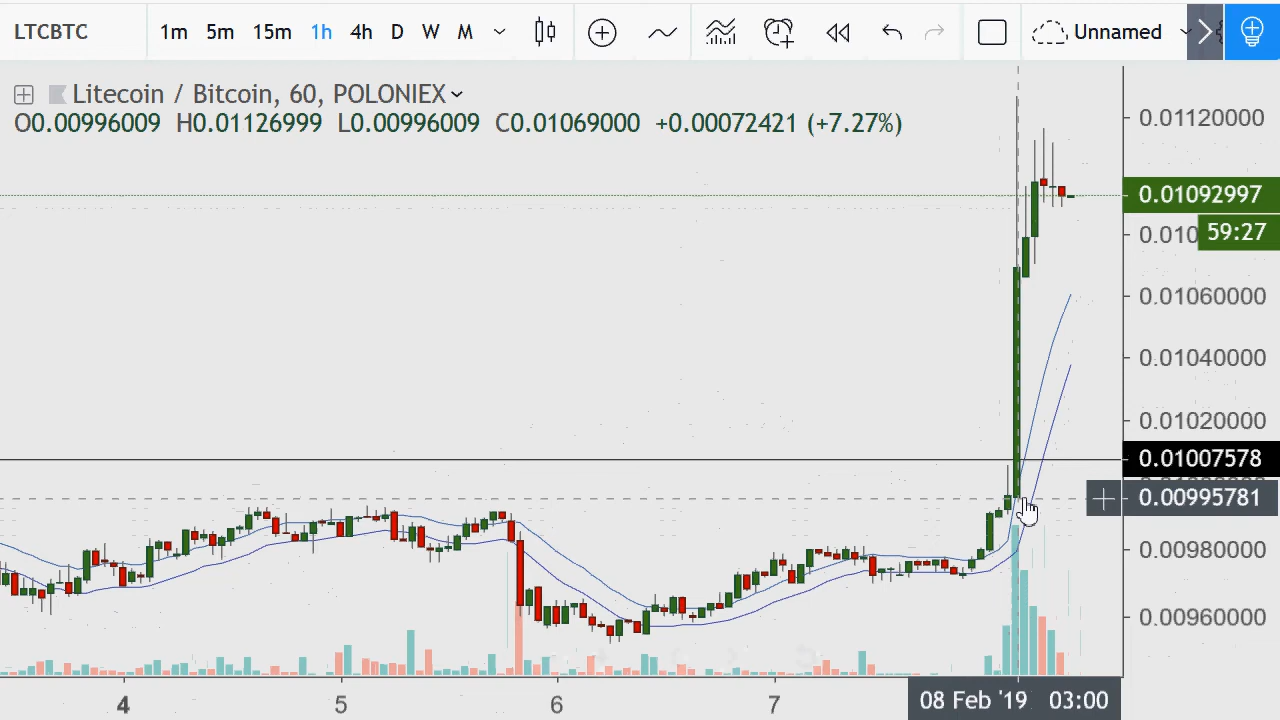 LTCBTC 1m 5m 15m 1h 4h D W M Unnamed
Litecoin / Bitcoin, 60, POLONIEX
O0.00996009 H0.01126999 L0.00996009 C0.01069000 +0.00072421 (+7.27%)
0.01120000
0.01092997
0.010
59:27
0.01060000
0.01040000
0.01020000
0.01007578
0.00995781
0.00980000
0.00960000
4 5 6 7 08 Feb '19 03:00